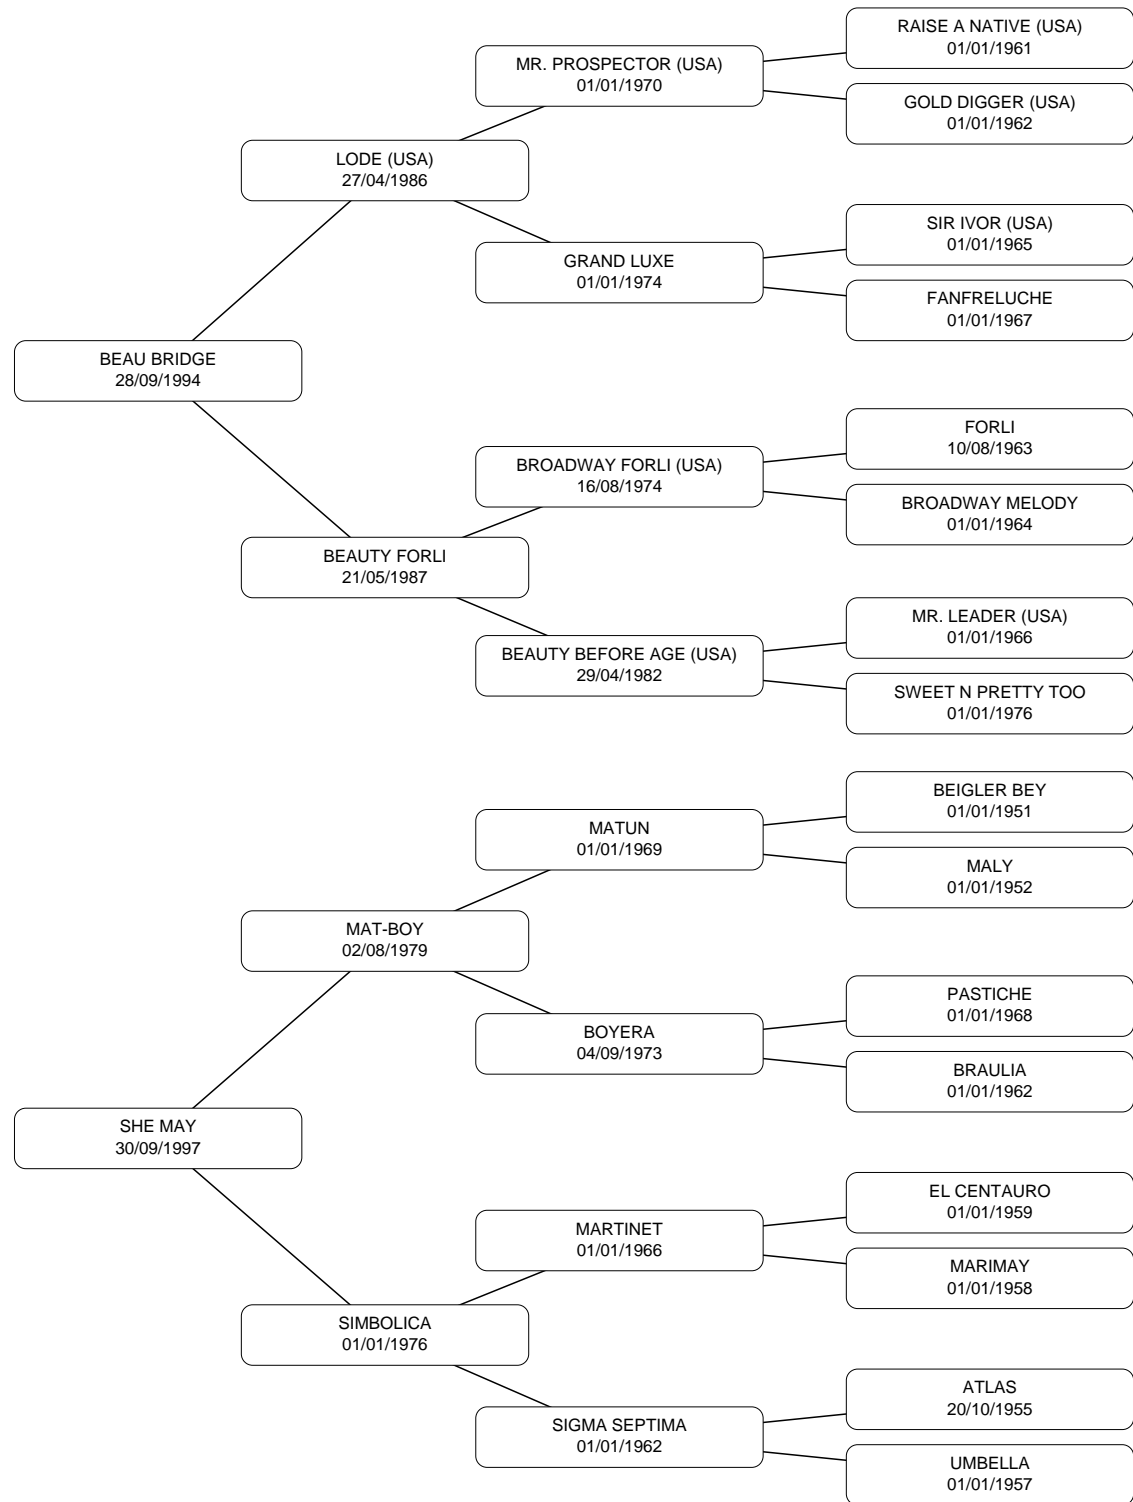 RAISE A NATIVE (USA)
01/01/1961
MR. PROSPECTOR (USA)
01/01/1970
GOLD DIGGER (USA)
01/01/1962
LODE (USA)
27/04/1986
SIR IVOR (USA)
01/01/1965
GRAND LUXE
01/01/1974
FANFRELUCHE
01/01/1967
BEAU BRIDGE
28/09/1994
FORLI
10/08/1963
BROADWAY FORLI (USA)
16/08/1974
BROADWAY MELODY
01/01/1964
BEAUTY FORLI
21/05/1987
MR. LEADER (USA)
01/01/1966
BEAUTY BEFORE AGE (USA)
29/04/1982
SWEET N PRETTY TOO
01/01/1976
BEIGLER BEY
01/01/1951
MATUN
01/01/1969
MALY
01/01/1952
MAT-BOY
02/08/1979
PASTICHE
01/01/1968
BOYERA
04/09/1973
BRAULIA
01/01/1962
SHE MAY
30/09/1997
EL CENTAURO
01/01/1959
MARTINET
01/01/1966
MARIMAY
01/01/1958
SIMBOLICA
01/01/1976
ATLAS
20/10/1955
SIGMA SEPTIMA
01/01/1962
UMBELLA
01/01/1957